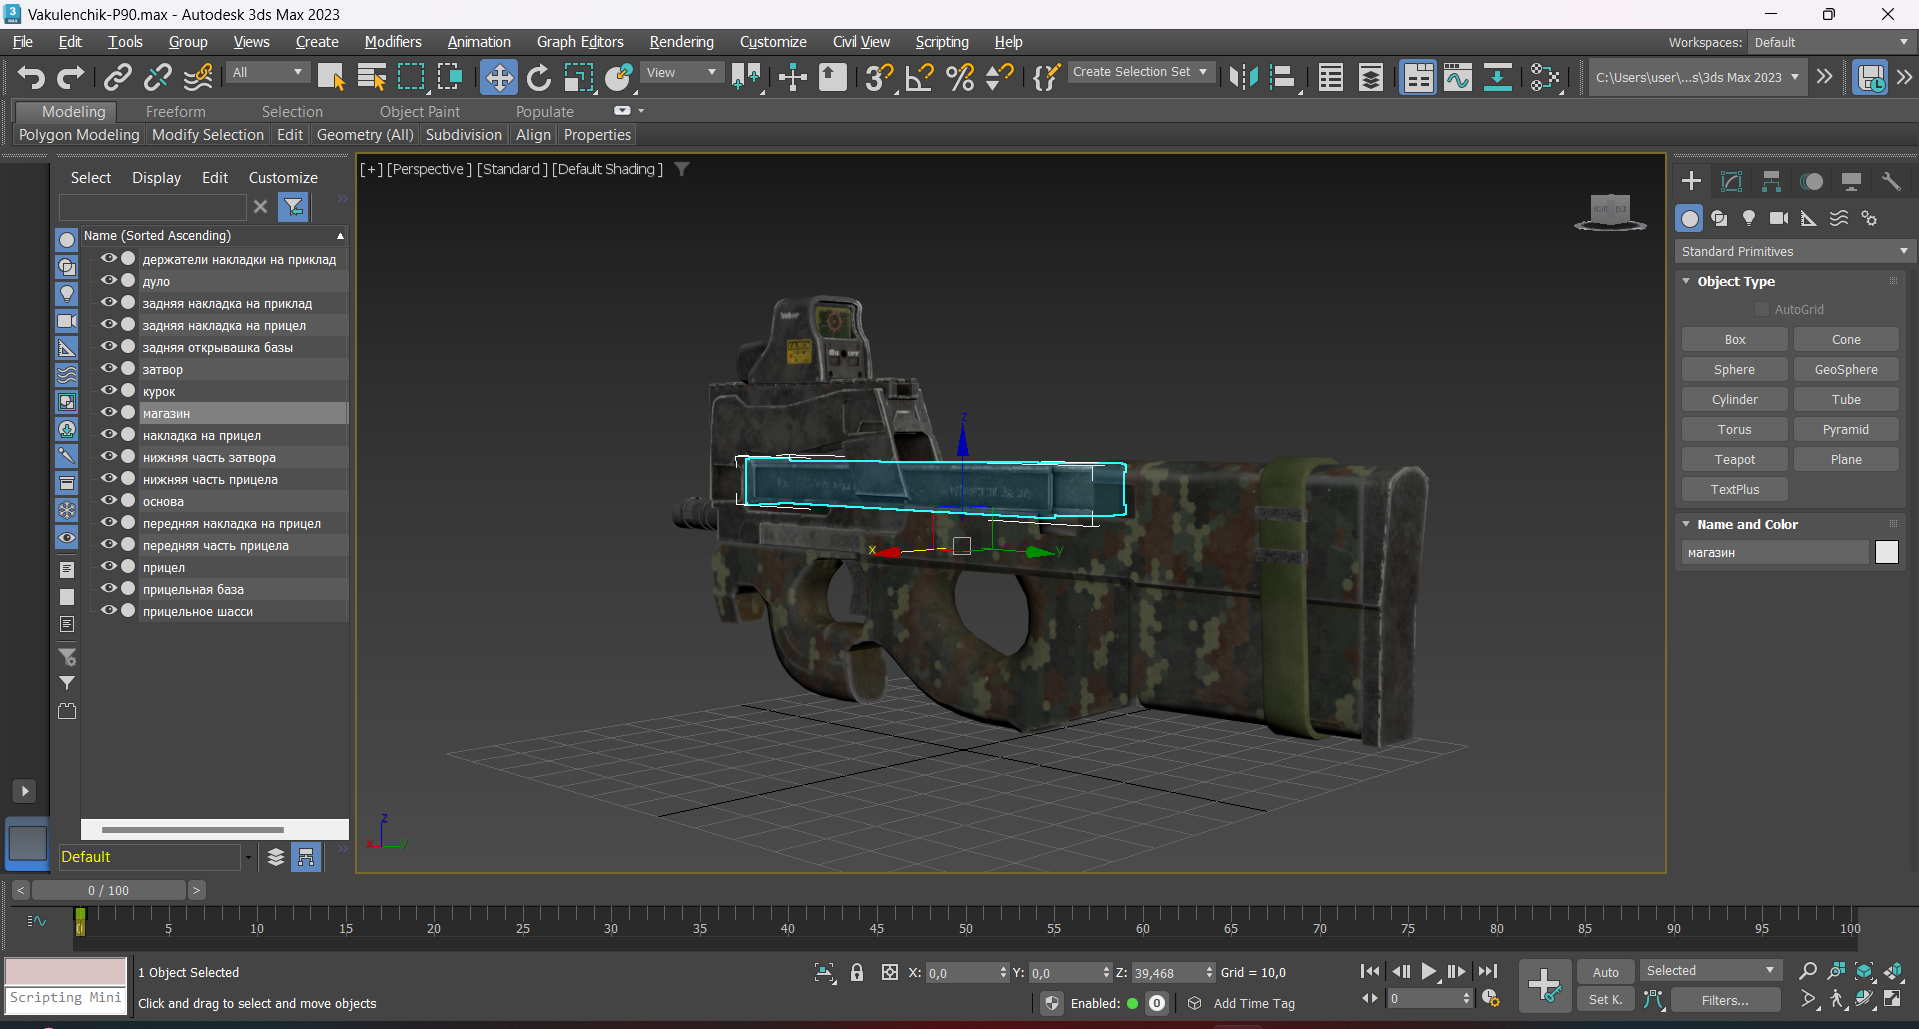 Vakulenchik-P90.max - Autodesk 3ds Max 2023
File Edit Tools Group Views Create Modifiers Animation Graph Editors Rendering Customize Civil View Scripting Help
Workspaces: Default
All
View
Create Selection Set
C:\Users\user\...s\3ds Max 2023
Modeling Freeform Selection Object Paint Populate
Polygon Modeling Modify Selection Edit Geometry (All) Subdivision Align Properties
[+] [Perspective ] [Standard ] [Default Shading ]
Select Display Edit Customize
Name (Sorted Ascending)
держатели накладки на приклад
дуло
задняя накладка на приклад
задняя накладка на прицел
задняя открывашка базы
затвор
курок
магазин
накладка на прицел
нижняя часть затвора
нижняя часть прицела
основа
передняя накладка на прицел
передняя часть прицела
прицел
прицельная база
прицельное шасси
Default
z
x
y
z
x
y
Standard Primitives
Object Type
AutoGrid
Box Cone
Sphere GeoSphere
Cylinder Tube
Torus Pyramid
Teapot Plane
TextPlus
Name and Color
магазин
< 0 / 100 >
0 5 10 15 20 25 30 35 40 45 50 55 60 65 70 75 80 85 90 95 100
Scripting Mini
1 Object Selected
Click and drag to select and move objects
X: 0,0 Y: 0,0 Z: 39,468 Grid = 10,0
Enabled: 0 Add Time Tag
0
Auto Selected
Set K. Filters...